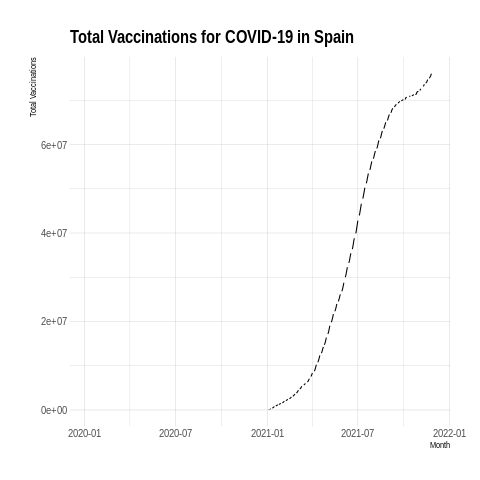 Total Vaccinations for COVID-19 in Spain
Total Vaccinations
6e+07
4e+07
2e+07
0e+00
2020-01 2020-07 2021-01 2021-07 2022-01
Month